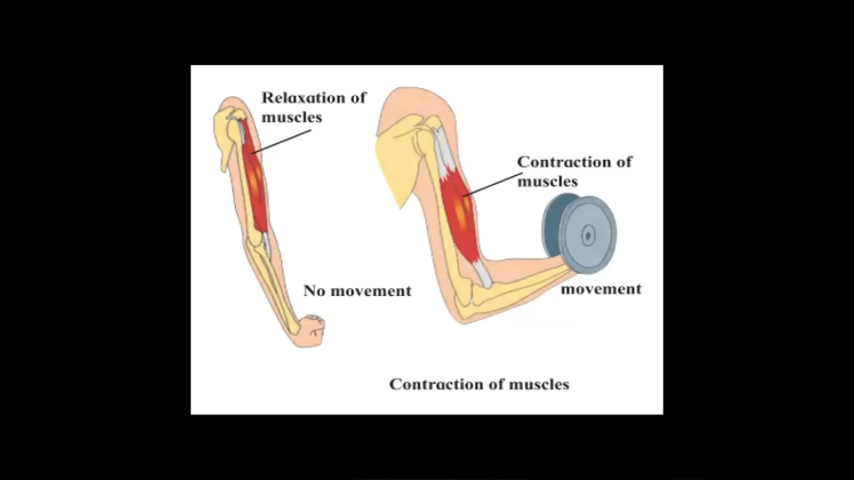 Relaxation of
muscles
Contraction of
muscles
No movement
movement
Contraction of muscles